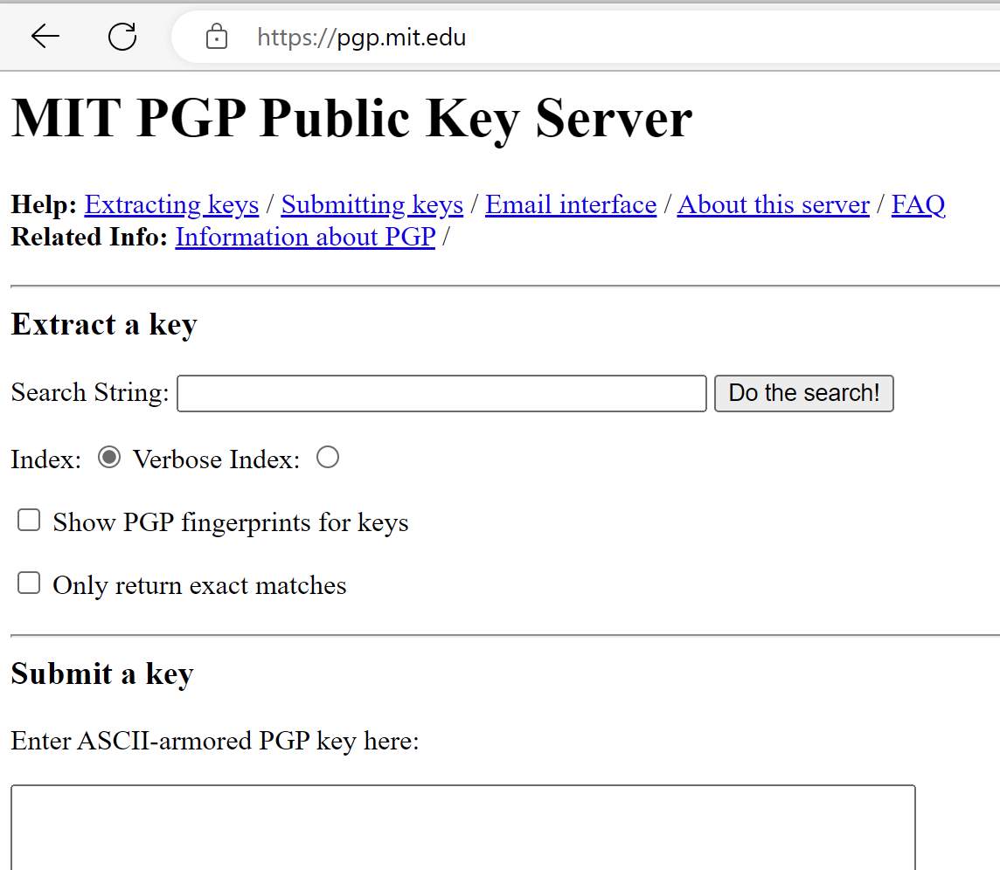 https://pgp.mit.edu
MIT PGP Public Key Server
Help: Extracting keys / Submitting keys / Email interface / About this server / FAQ
Related Info: Information about PGP /
Extract a key
Search String: Do the search!
Index: Verbose Index:
Show PGP fingerprints for keys
Only return exact matches
Submit a key
Enter ASCII-armored PGP key here: